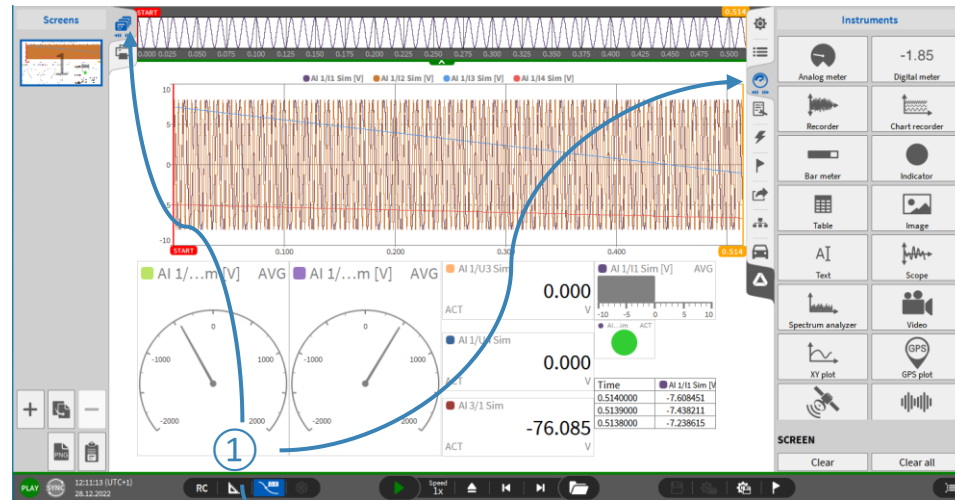 Screens
1
START
0.514
0.000 0.025 0.050 0.075 0.100 0.125 0.150 0.175 0.200 0.225 0.250 0.275 0.300 0.325 0.350 0.375 0.400 0.425 0.450 0.475 0.500
AI 1/I1 Sim [V] AI 1/I2 Sim [V] AI 1/I3 Sim [V] AI 1/I4 Sim [V]
10
5
0
-5
-10
START
0.100 0.200 0.300 0.400
0.514
AI 1/...m [V] AVG
0
-1000 1000
-2000 2000
AI 1/...m [V] AVG
0
-1000 1000
-2000 2000
AI 1/U3 Sim
0.000
ACT V
AI 1/U4 Sim
0.000
ACT V
AI 3/1 Sim
-76.085
ACT V
AI 1/I1 Sim [V] AVG
-10 -5 0 5 10
AI...im ACT
Time AI 1/I1 Sim [V
0.5140000 -7.608451
0.5139000 -7.438211
0.5138000 -7.238615
1
PNG
Instruments
-1.85
Analog meter Digital meter
Recorder Chart recorder
Bar meter Indicator
Table Image
AI
Text Scope
Spectrum analyzer Video
GPS
XY plot GPS plot
SCREEN
Clear Clear all
PLAY SYNC
12:11:13 (UTC+1)
28.12.2022
RC
Speed
1x